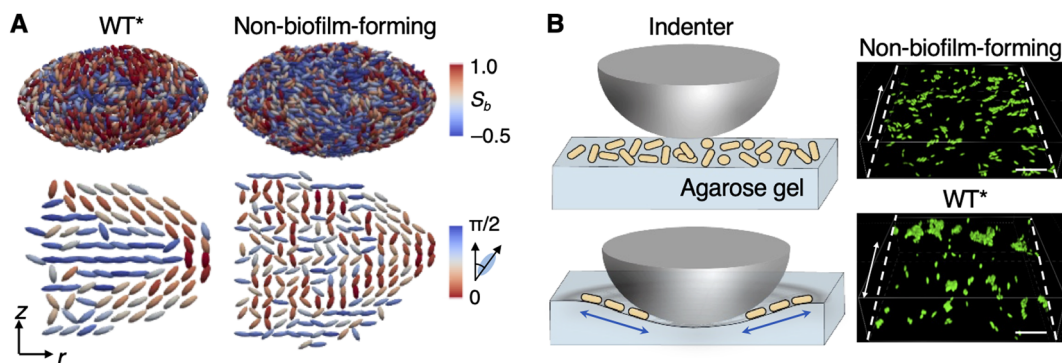 A
WT*
Non-biofilm-forming
1.0
S_b
−0.5
π/2
0
z
r
B
Indenter
Agarose gel
Non-biofilm-forming
WT*